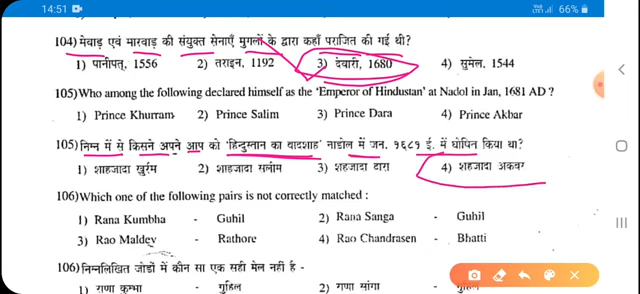 14:51 66%
104) मेवाड़ एवं मारवाड़ की संयुक्त सेनाएँ मुगलों के द्वारा कहाँ पराजित की गई थी?
1) पानीपत्, 1556 2) तराइन, 1192 3) देवारी, 1680 4) सुमेल, 1544
105)Who among the following declared himself as the 'Emperor of Hindustan' at Nadol in Jan, 1681 AD ?
1) Prince Khurram 2) Prince Salim 3) Prince Dara 4) Prince Akbar
105) निम्न में से किसने अपने आप को 'हिन्दुस्तान का बादशाह' नाडोल में जन. १६८१ ई. में घोषित किया था?
1) शाहजादा खुर्रम 2) शाहजादा सलीम 3) शहजादा दारा 4) शहजादा अकबर
106)Which one of the following pairs is not correctly matched :
1) Rana Kumbha - Guhil 2) Rana Sanga - Guhil
3) Rao Maldev - Rathore 4) Rao Chandrasen - Bhatti
106) निम्नलिखित जोडों में कौन सा एक सही मेल नहीं है -
1) राणा कुम्भा - गुहिल 2) राणा सांगा - गुहिल